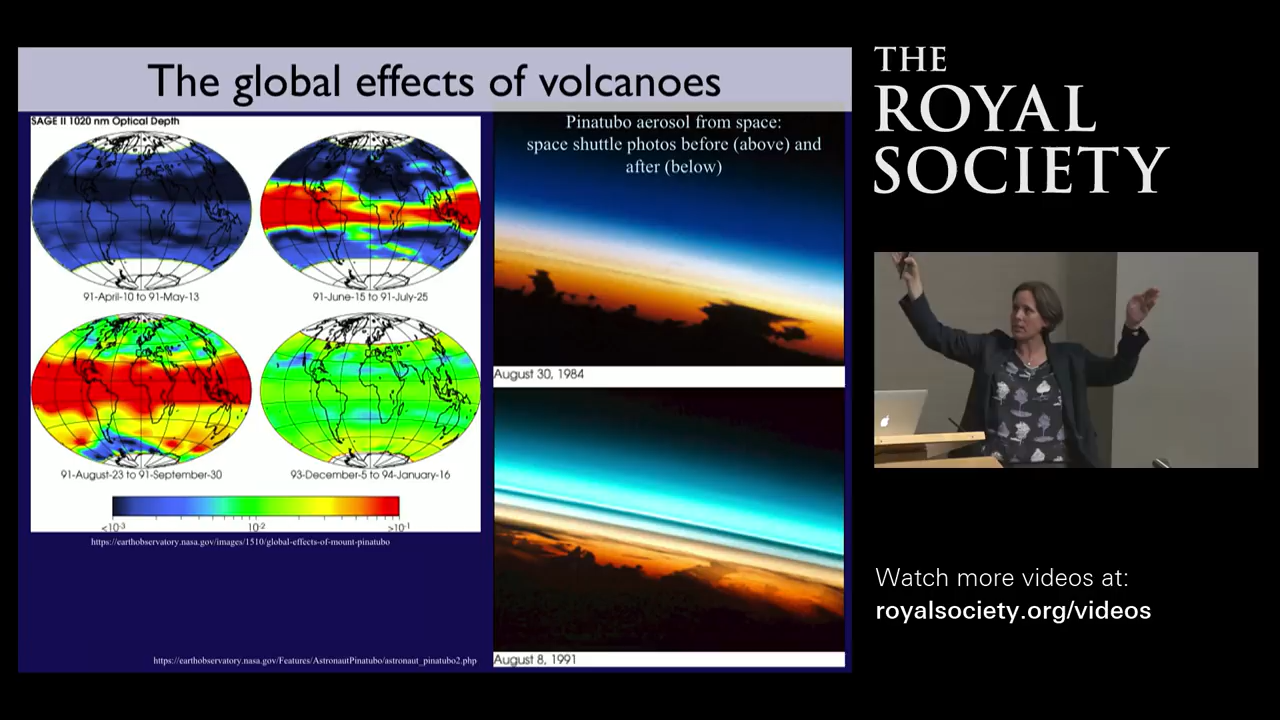 The global effects of volcanoes
SAGE II 1020 nm Optical Depth
91-April-10 to 91-May-13
91-June-15 to 91-July-25
91-August-23 to 91-September-30
93-December-5 to 94-January-16
<10-3
10-2
>10-1
https://earthobservatory.nasa.gov/images/1510/global-effects-of-mount-pinatubo
https://earthobservatory.nasa.gov/Features/AstronautPinatubo/astronaut_pinatubo2.php
Pinatubo aerosol from space:
space shuttle photos before (above) and
after (below)
August 30, 1984
August 8, 1991
THE
ROYAL
SOCIETY
Watch more videos at:
royalsociety.org/videos